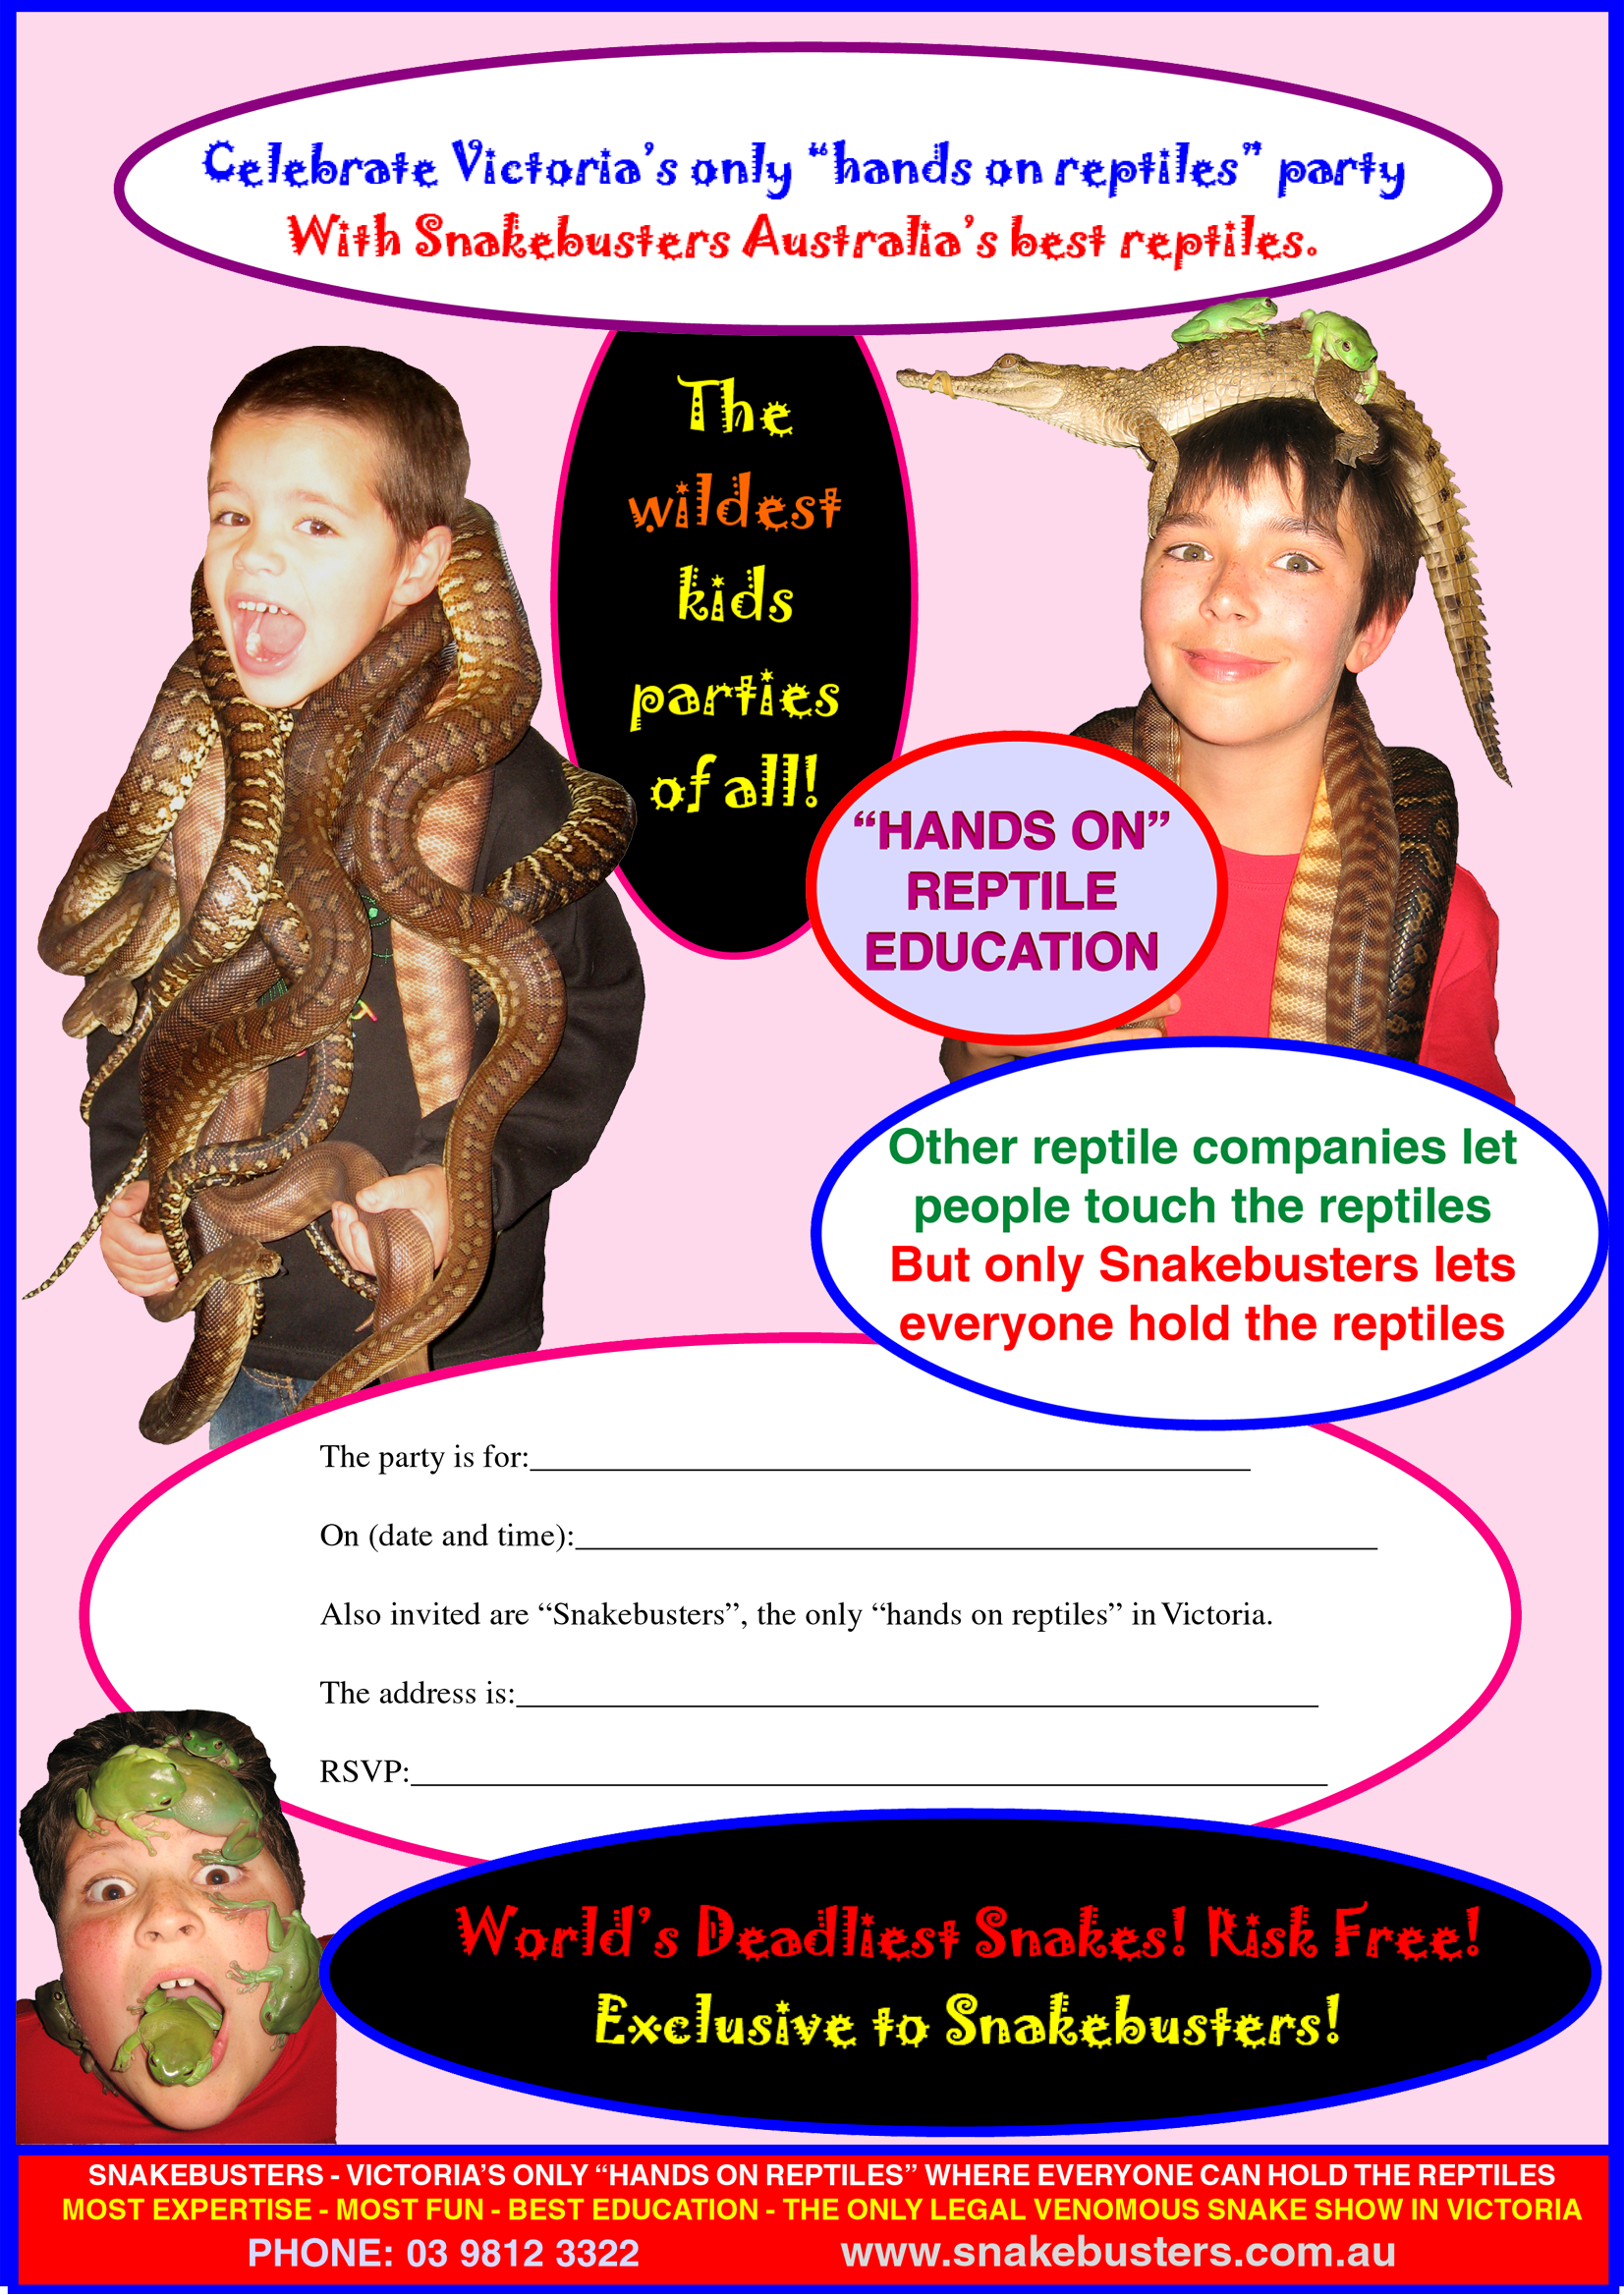 Celebrate Victoria’s only “hands on reptiles” party
With Snakebusters Australia’s best reptiles.
The
wildest
kids
parties
of all!
“HANDS ON”
REPTILE
EDUCATION
Other reptile companies let
people touch the reptiles
But only Snakebusters lets
everyone hold the reptiles
The party is for:
On (date and time):
Also invited are “Snakebusters”, the only “hands on reptiles” in Victoria.
The address is:
RSVP:
World’s Deadliest Snakes! Risk Free!
Exclusive to Snakebusters!
SNAKEBUSTERS - VICTORIA’S ONLY “HANDS ON REPTILES” WHERE EVERYONE CAN HOLD THE REPTILES
MOST EXPERTISE - MOST FUN - BEST EDUCATION - THE ONLY LEGAL VENOMOUS SNAKE SHOW IN VICTORIA
PHONE: 03 9812 3322 www.snakebusters.com.au